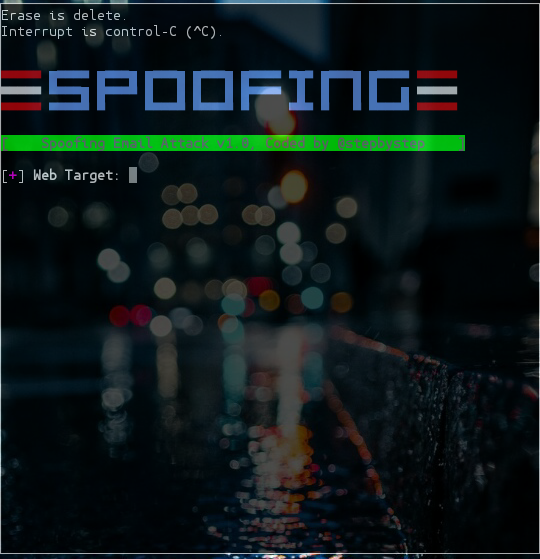 Erase is delete.
Interrupt is control-C (^C).
SPOOFING
[ Spoofing Email Attack v1.0, Coded by @stepbystep ]
[+] Web Target: